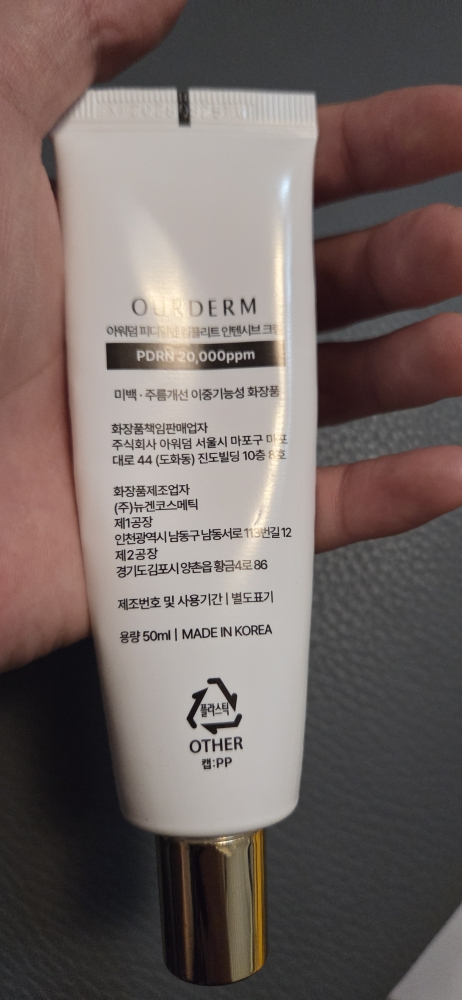 OURDERM
아워덤 피디알엔 컴플리트 인텐시브 크림
PDRN 20,000ppm
미백 · 주름개선 이중기능성 화장품
화장품책임판매업자
주식회사 아워덤 서울시 마포구 마포
대로 44 (도화동) 진도빌딩 10층 8호
화장품제조업자
(주)뉴겐코스메틱
제1공장
인천광역시 남동구 남동서로 113번길 12
제2공장
경기도김포시 양촌읍 황금4로 86
제조번호 및 사용기간 | 별도표기
용량 50ml | MADE IN KOREA
플라스틱
OTHER
캡:PP